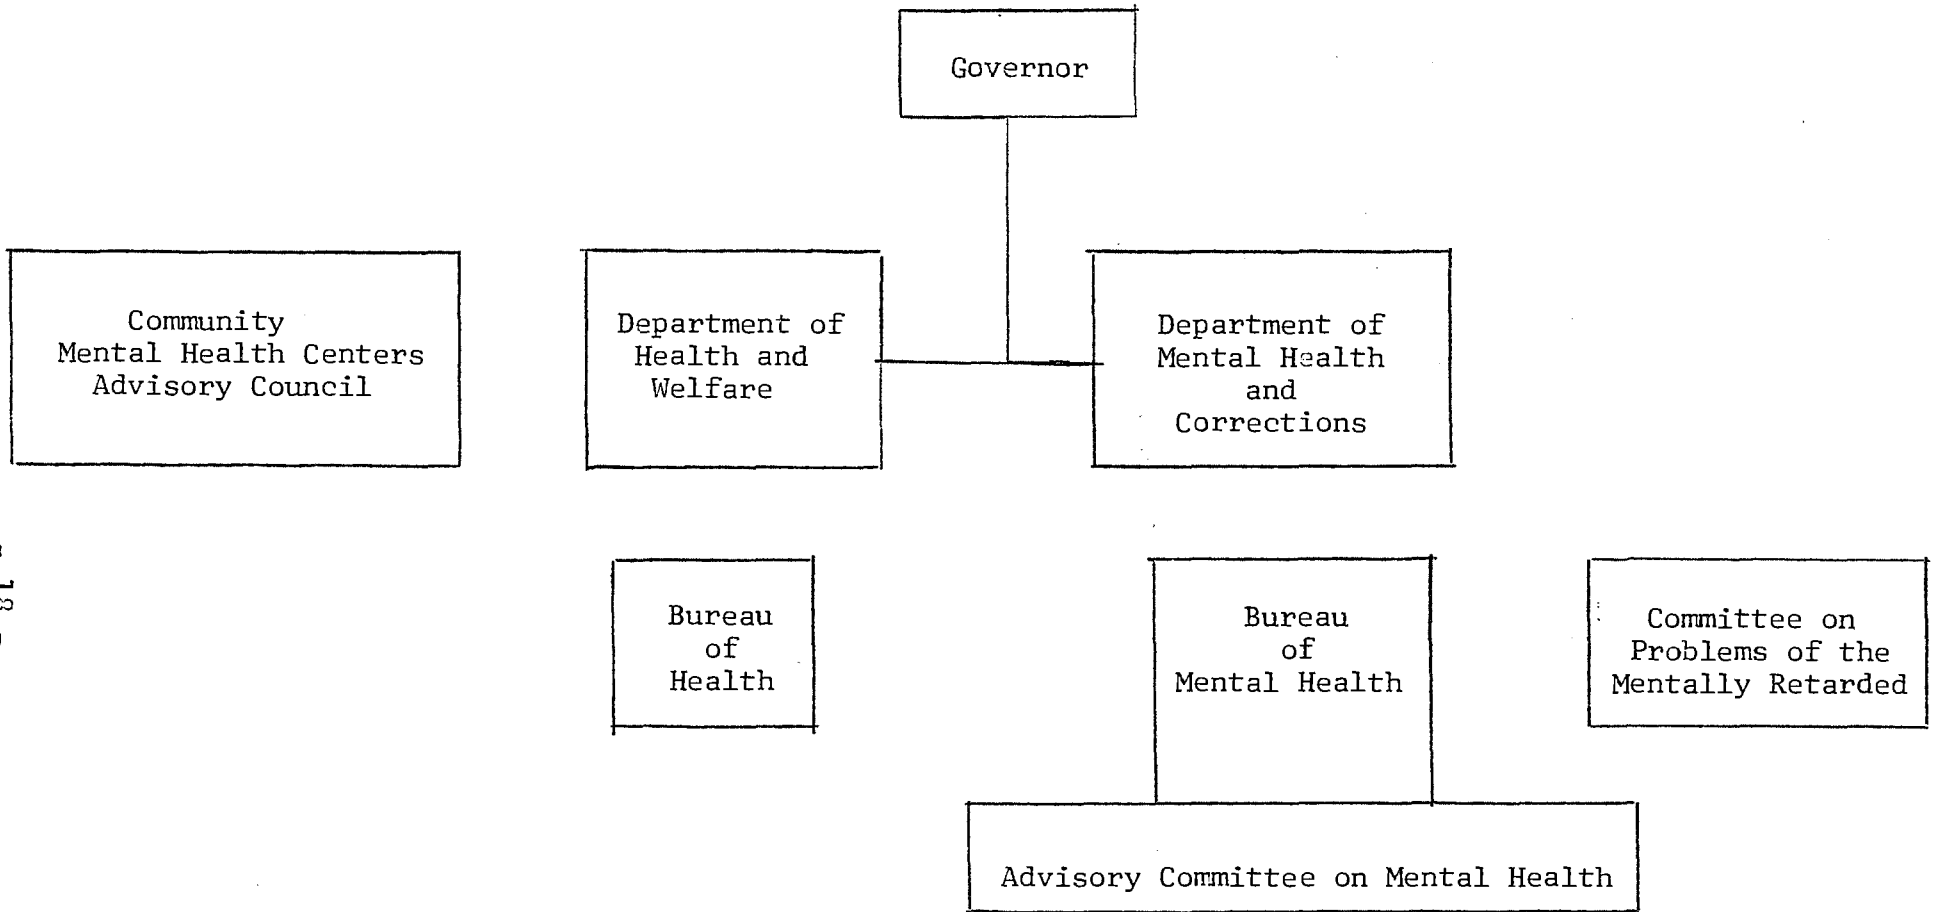 Governor
Community
Mental Health Centers
Advisory Council
Department of
Health and
Welfare
Department of
Mental Health
and
Corrections
Bureau
of
Health
Bureau
of
Mental Health
Committee on
Problems of the
Mentally Retarded
Advisory Committee on Mental Health